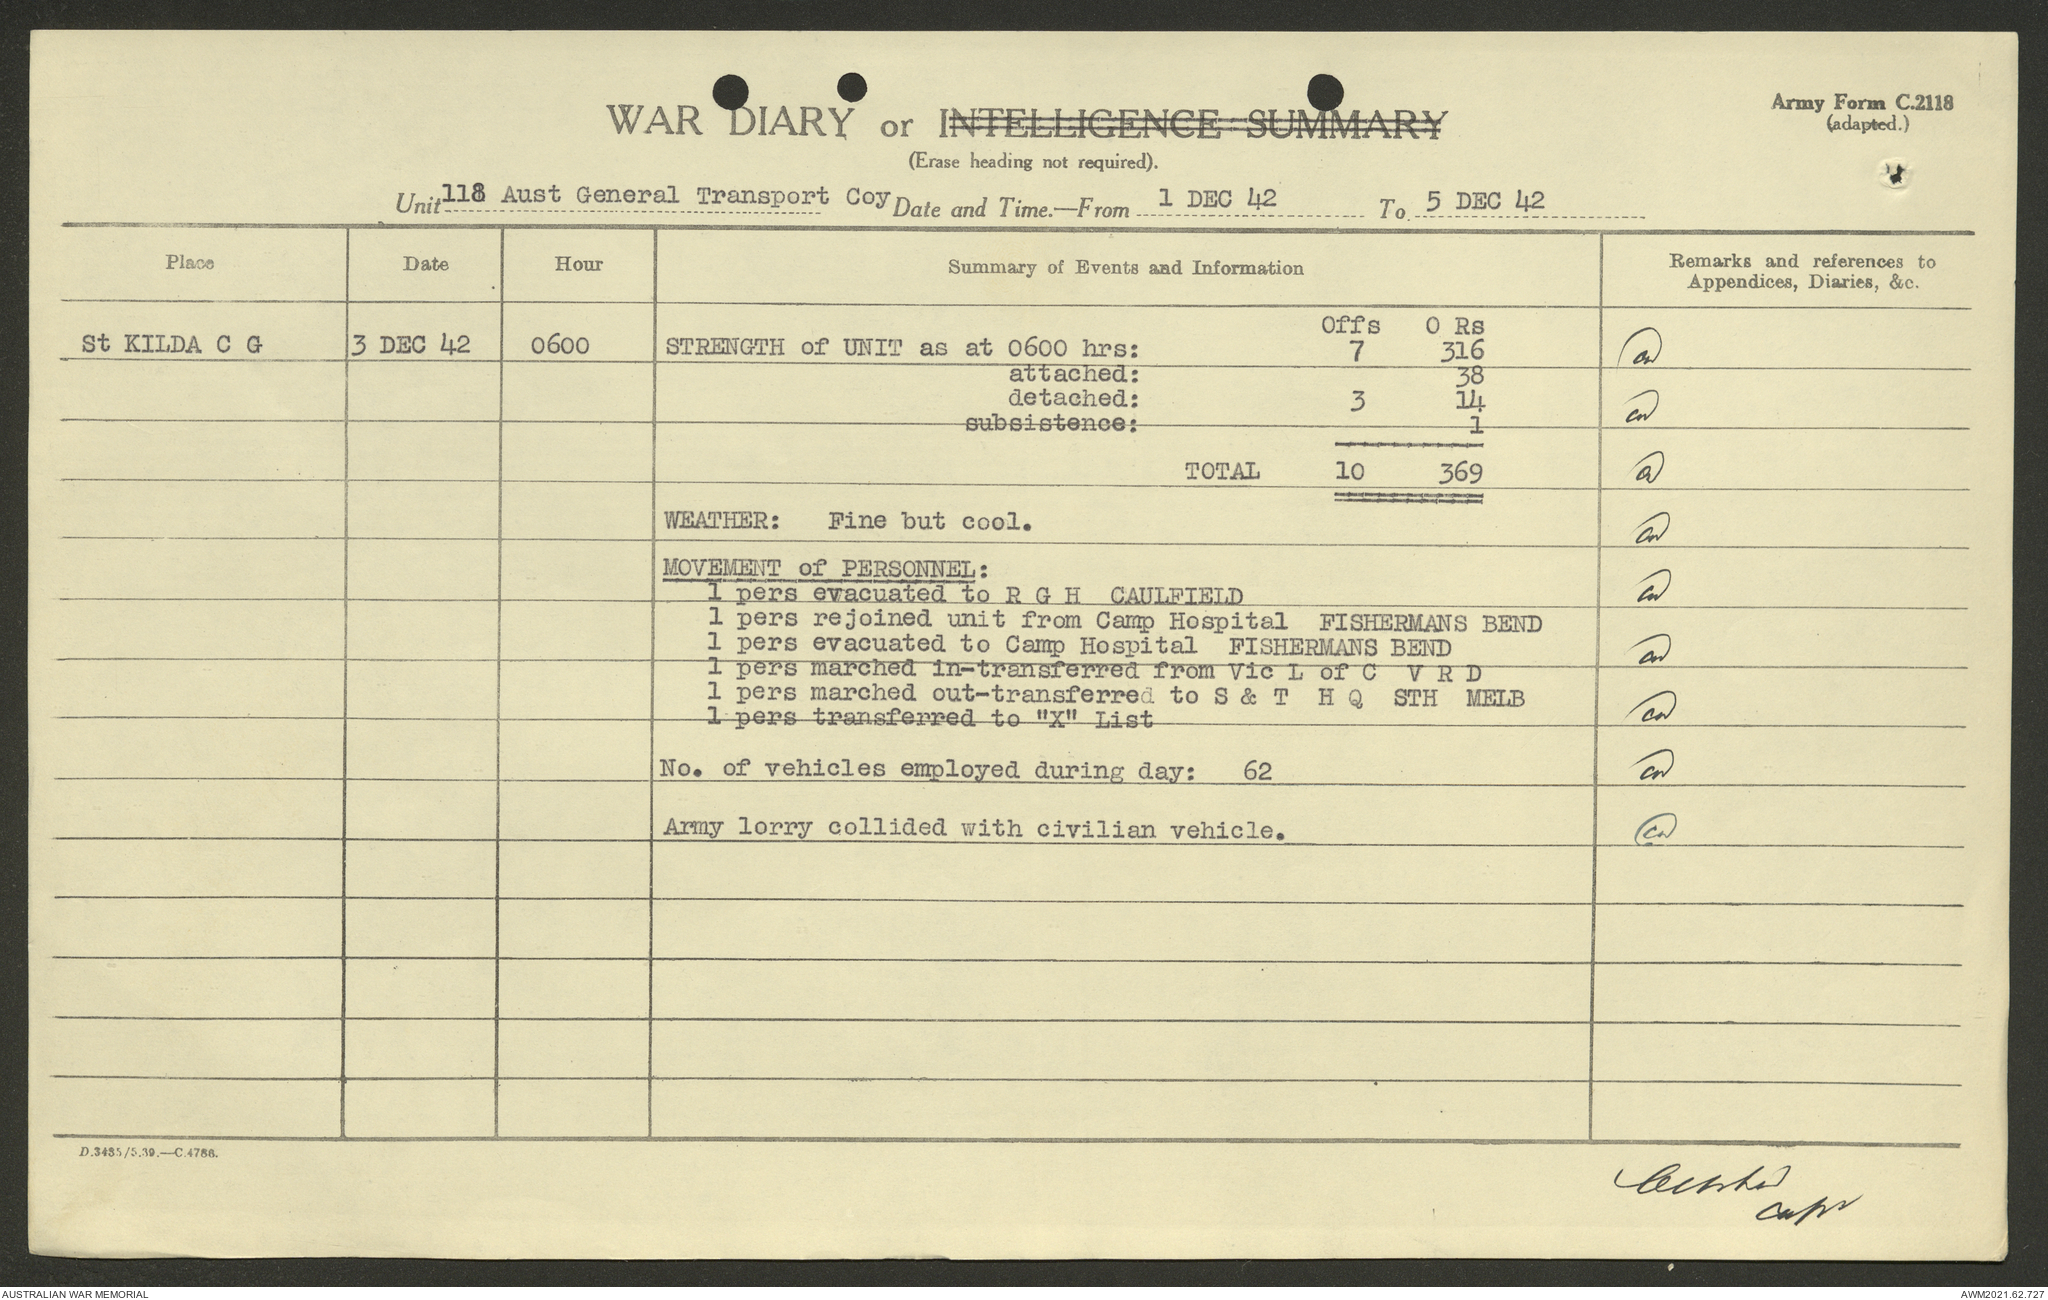 WAR DIARY or INTELLIGENCE SUMMARY
(Erase heading not required).
Army Form C.2118
(adapted.)
Unit 118 Aust General Transport Coy Date and Time.—From 1 DEC 42 To 5 DEC 42
Place Date Hour Summary of Events and Information Remarks and references to
Appendices, Diaries, &c.
Offs O Rs
St KILDA C G 3 DEC 42 0600 STRENGTH of UNIT as at 0600 hrs: 7 316
attached: 38
detached: 3 14
subsistence: 1
TOTAL 10 369
WEATHER: Fine but cool.
MOVEMENT of PERSONNEL:
1 pers evacuated to R G H CAULFIELD
1 pers rejoined unit from Camp Hospital FISHERMANS BEND
1 pers evacuated to Camp Hospital FISHERMANS BEND
1 pers marched in-transferred from Vic L of C V R D
1 pers marched out-transferred to S & T H Q STH MELB
1 pers transferred to "X" List
No. of vehicles employed during day: 62
Army lorry collided with civilian vehicle.
D.3485/5.39.—C.4786.
Capt
AUSTRALIAN WAR MEMORIAL
AWM2021.62.727